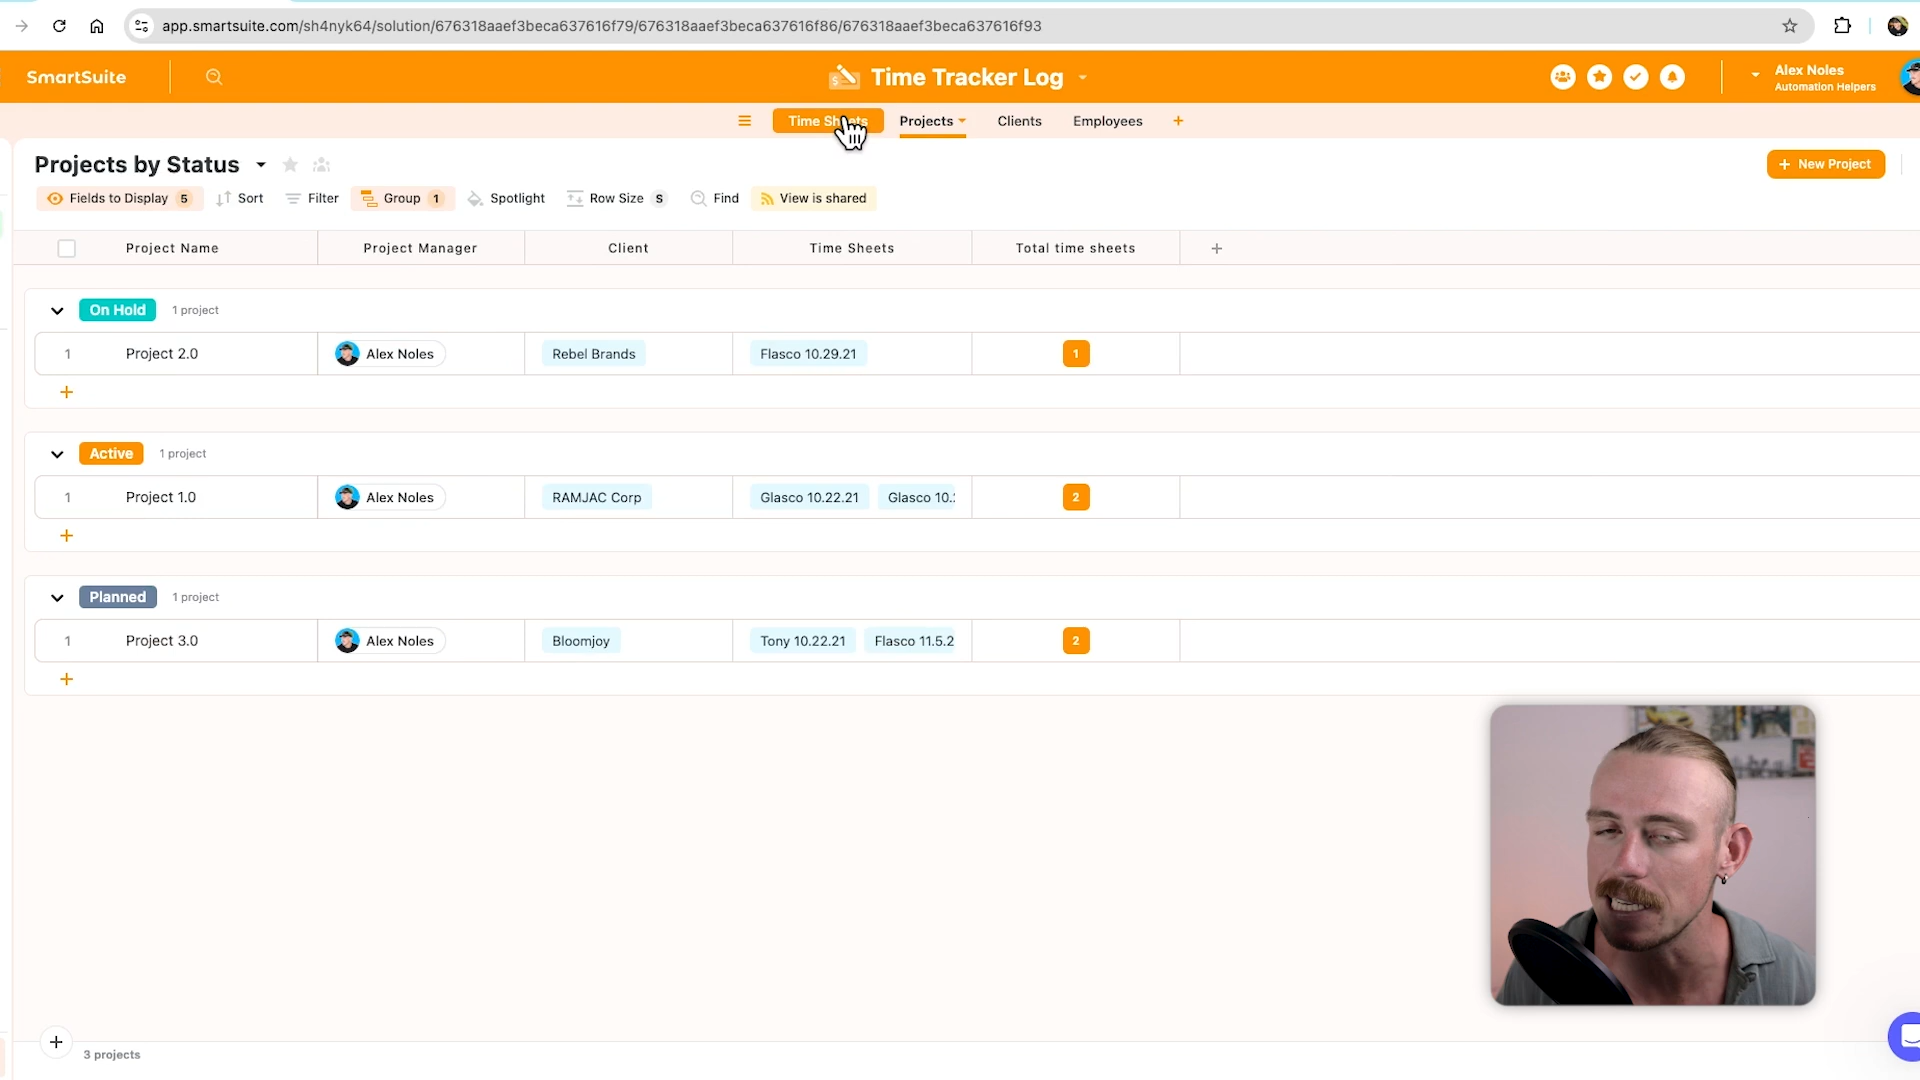 app.smartsuite.com/sh4nyk64/solution/676318aaef3beca637616f79/676318aaef3beca637616f86/676318aaef3beca637616f93
SmartSuite
Time Tracker Log
Alex Noles
Automation Helpers
Time Sheets
Projects
Clients
Employees
Projects by Status
New Project
Fields to Display 5
Sort
Filter
Group 1
Spotlight
Row Size S
Find
View is shared
Project Name
Project Manager
Client
Time Sheets
Total time sheets
On Hold 1 project
1 Project 2.0 Alex Noles Rebel Brands Flasco 10.29.21 1
Active 1 project
1 Project 1.0 Alex Noles RAMJAC Corp Glasco 10.22.21 Glasco 10.2 2
Planned 1 project
1 Project 3.0 Alex Noles Bloomjoy Tony 10.22.21 Flasco 11.5.2 2
3 projects